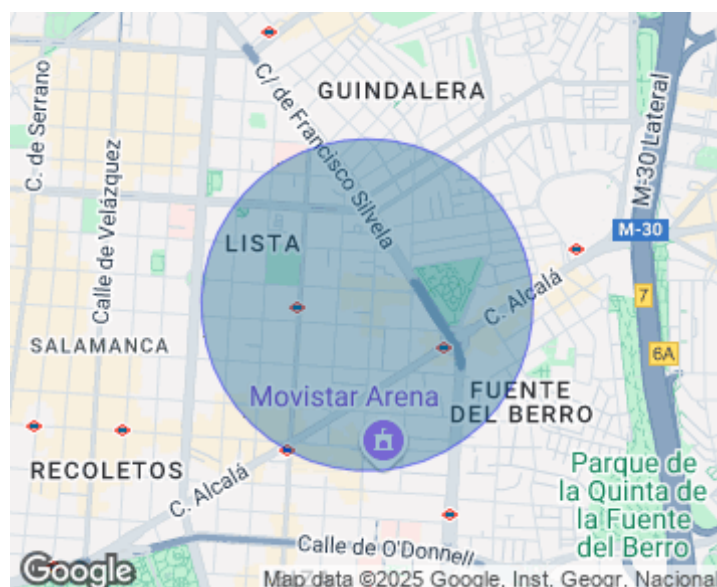 C. de Serrano
Calle de Velázquez
C/ de Francisco Silvela
GUINDALERA
M-30 Lateral
M-30
LISTA
7
C. Alcalá
SALAMANCA
6A
Movistar Arena
FUENTE
DEL BERRO
RECOLETOS
C. Alcalá
Parque de
la Quinta de
la Fuente
del Berro
Calle de O'Donnell
Google
Map data ©2025 Google, Inst. Geogr. Nacional